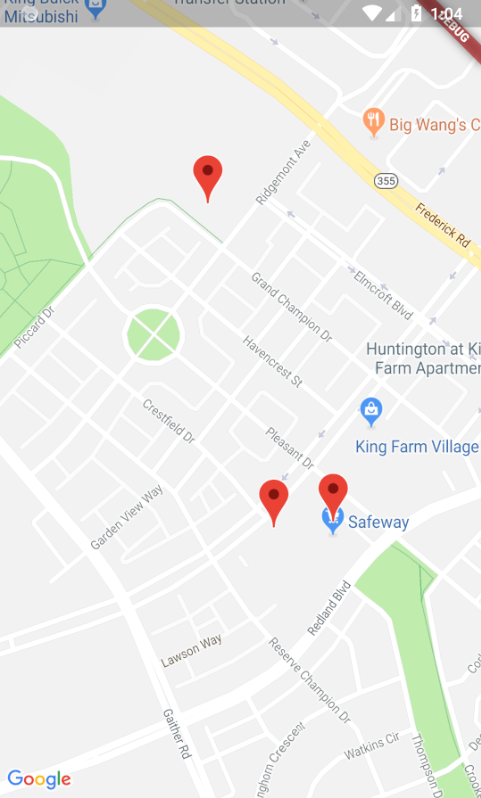 King Buick
Mitsubishi
Transfer Station
1:04
Big Wang's C
Ridgemont Ave
355
Frederick Rd
Elmcroft Blvd
Grand Champion Dr
Piccard Dr
Havencrest St
Huntington at Ki
Farm Apartmen
Crestfield Dr
Pleasant Dr
King Farm Village
Garden View Way
Safeway
Redland Blvd
Lawson Way
Reserve Champion Dr
Gaither Rd
Watkins Cir
Thompson D
Google